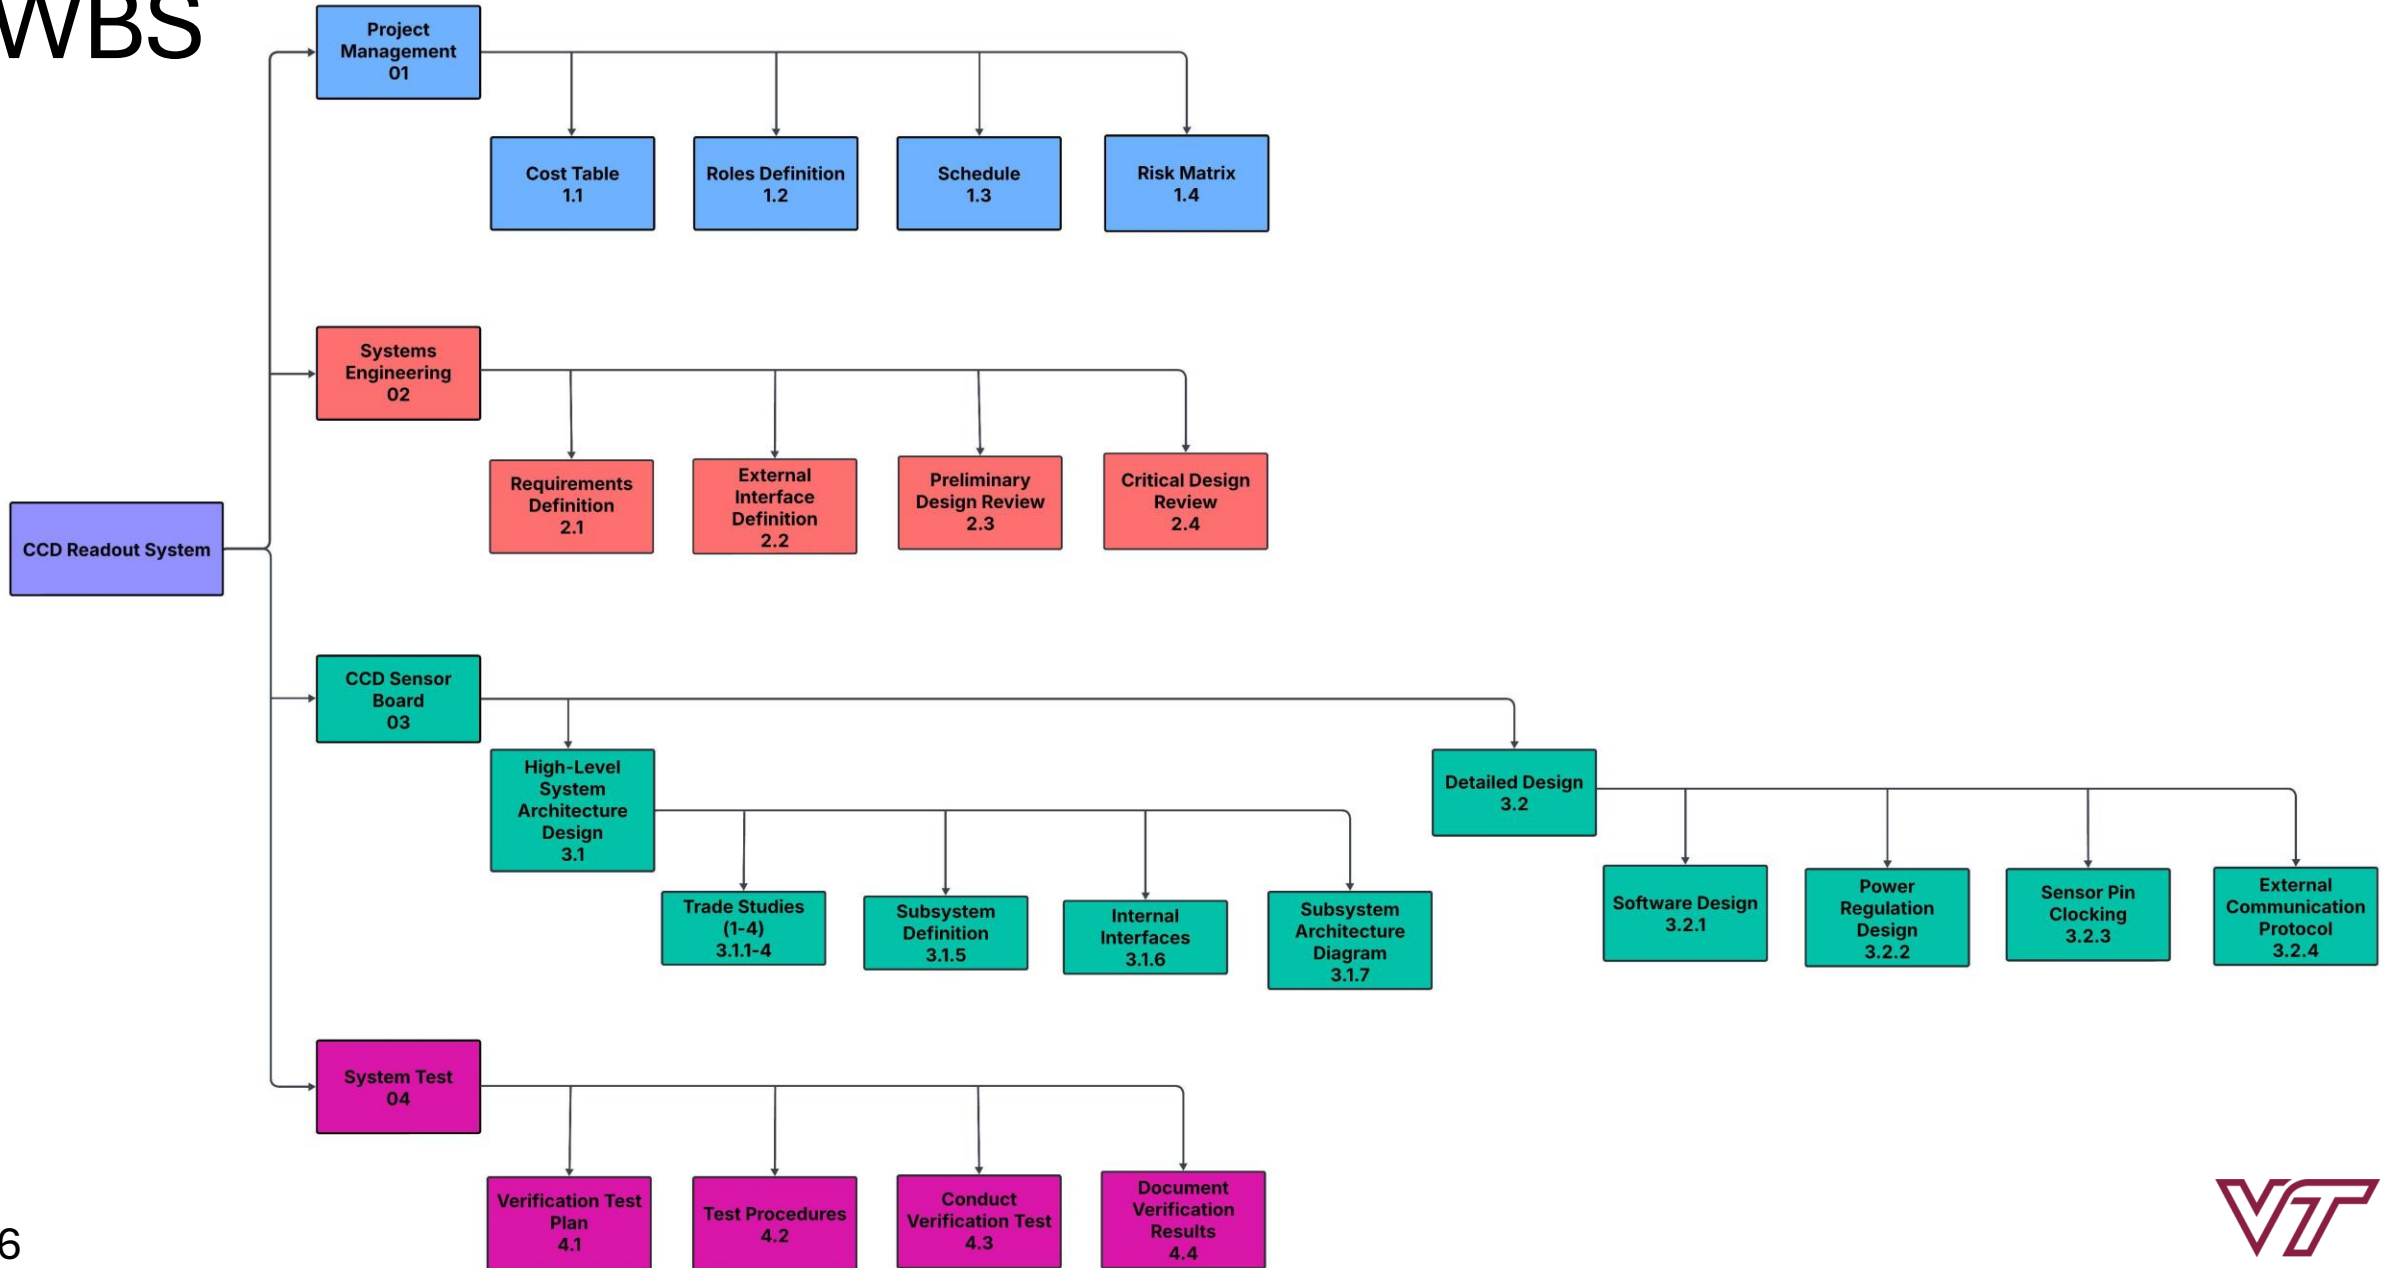 WBS
Project
Management
01
Cost Table
1.1
Roles Definition
1.2
Schedule
1.3
Risk Matrix
1.4
Systems
Engineering
02
Requirements
Definition
2.1
External
Interface
Definition
2.2
Preliminary
Design Review
2.3
Critical Design
Review
2.4
CCD Readout System
CCD Sensor
Board
03
High-Level
System
Architecture
Design
3.1
Trade Studies
(1-4)
3.1.1-4
Subsystem
Definition
3.1.5
Internal
Interfaces
3.1.6
Subsystem
Architecture
Diagram
3.1.7
Detailed Design
3.2
Software Design
3.2.1
Power
Regulation
Design
3.2.2
Sensor Pin
Clocking
3.2.3
External
Communication
Protocol
3.2.4
System Test
04
Verification Test
Plan
4.1
Test Procedures
4.2
Conduct
Verification Test
4.3
Document
Verification
Results
4.4
6
VT